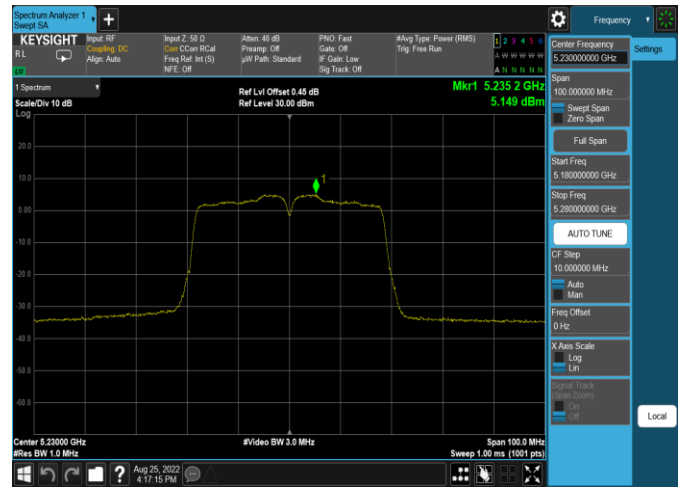 Spectrum Analyzer 1
Swept SA
Frequency
KEYSIGHT
RL
LW
Input: RF
Coupling: DC
Align: Auto
Input Z: 50 Ω
Corr CCorr RCal
Freq Ref: Int (S)
NFE: Off
Atten: 40 dB
Preamp: Off
µW Path: Standard
PNO: Fast
Gate: Off
IF Gain: Low
Sig Track: Off
#Avg Type: Power (RMS)
Trig: Free Run
1 2 3 4 5 6
A W W W W W
A N N N N N
1 Spectrum
Scale/Div 10 dB
Log
Ref Lvl Offset 0.45 dB
Ref Level 30.00 dBm
Mkr1 5.235 2 GHz
5.149 dBm
20.0
10.0
0.00
-10.0
-20.0
-30.0
-40.0
-50.0
-60.0
1
Center 5.23000 GHz
#Res BW 1.0 MHz
#Video BW 3.0 MHz
Span 100.0 MHz
Sweep 1.00 ms (1001 pts)
Aug 25, 2022
4:17:15 PM
Center Frequency
5.230000000 GHz
Settings
Span
100.000000 MHz
Swept Span
Zero Span
Full Span
Start Freq
5.180000000 GHz
Stop Freq
5.280000000 GHz
AUTO TUNE
CF Step
10.000000 MHz
Auto
Man
Freq Offset
0 Hz
X Axis Scale
Log
Lin
Signal Track
(Span Zoom)
On
Off
Local